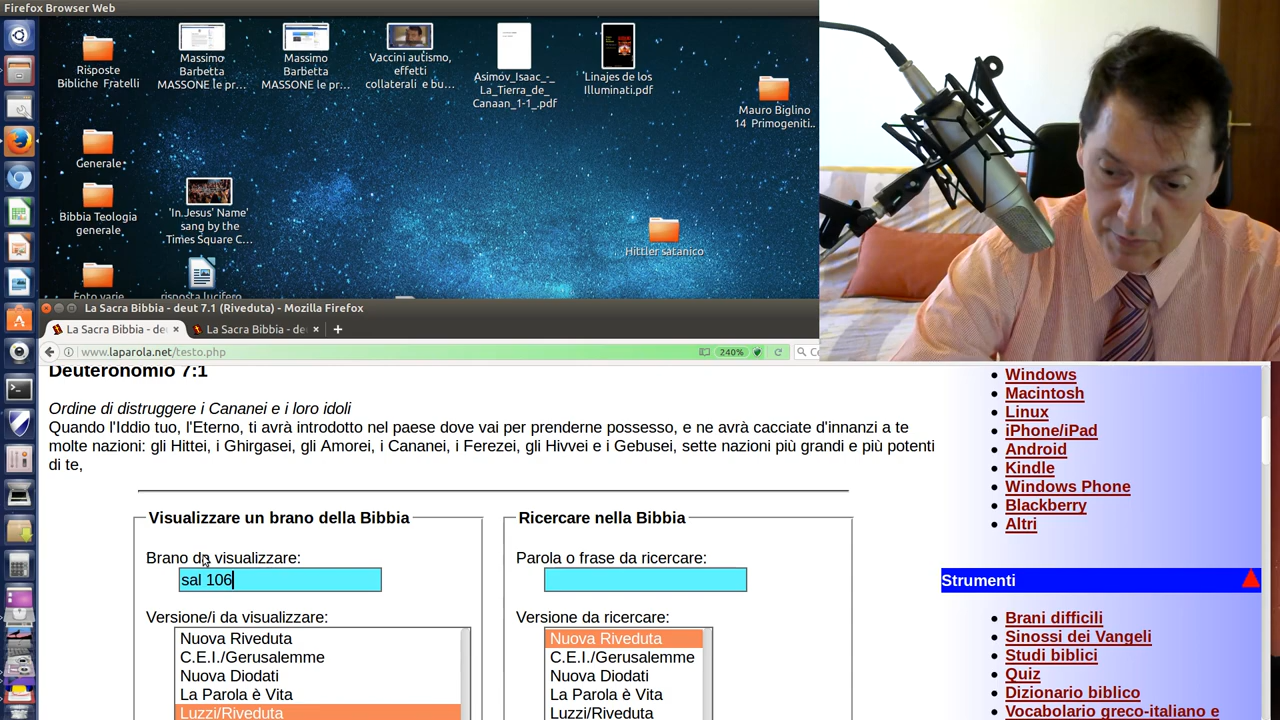 Firefox Browser Web
Risposte
Bibliche Fratelli
Massimo
Barbetta
MASSONE le pr...
Massimo
Barbetta
MASSONE le pr...
Vaccini autismo,
effetti
collaterali e bu...
Asimov_Isaac_-_
La_Tierra_de_
Canaan_1-1_.pdf
Linajes de los
Illuminati.pdf
Mauro Biglino
14 Primogeniti..
Generale
Bibbia Teologia
generale
'In Jesus' Name'
sang by the
Times Square C...
Hittler satanico
Foto varie
risposta lucifero
La Sacra Bibbia - deut 7.1 (Riveduta) - Mozilla Firefox
La Sacra Bibbia - deu
×
La Sacra Bibbia - de
×
+
www.laparola.net/testo.php
240%
Deuteronomio 7:1
Ordine di distruggere i Cananei e i loro idoli
Quando l'Iddio tuo, l'Eterno, ti avrà introdotto nel paese dove vai per prenderne possesso, e ne avrà cacciate d'innanzi a te
molte nazioni: gli Hittei, i Ghirgasei, gli Amorei, i Cananei, i Ferezei, gli Hivvei e i Gebusei, sette nazioni più grandi e più potenti
di te,
Visualizzare un brano della Bibbia
Brano da visualizzare:
sal 106
Versione/i da visualizzare:
Nuova Riveduta
C.E.I./Gerusalemme
Nuova Diodati
La Parola è Vita
Luzzi/Riveduta
Ricercare nella Bibbia
Parola o frase da ricercare:
Versione da ricercare:
Nuova Riveduta
C.E.I./Gerusalemme
Nuova Diodati
La Parola è Vita
Luzzi/Riveduta
Windows
Macintosh
Linux
iPhone/iPad
Android
Kindle
Windows Phone
Blackberry
Altri
Strumenti
Brani difficili
Sinossi dei Vangeli
Studi biblici
Quiz
Dizionario biblico
Vocabolario greco-italiano e